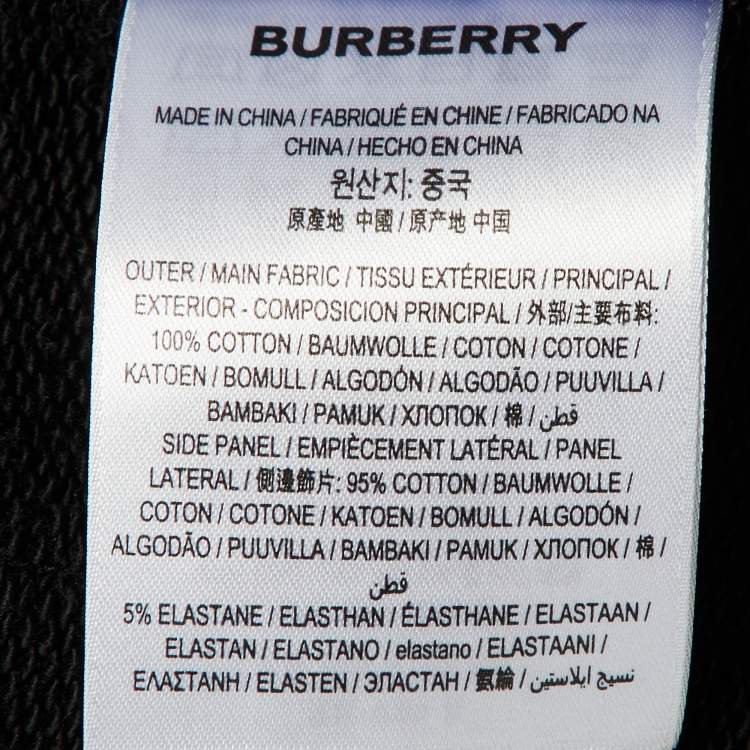 BURBERRY
MADE IN CHINA / FABRIQUÉ EN CHINE / FABRICADO NA
CHINA / HECHO EN CHINA
원산지: 중국
原產地 中國 / 原产地 中国
OUTER / MAIN FABRIC / TISSU EXTÉRIEUR / PRINCIPAL /
EXTERIOR - COMPOSICION PRINCIPAL / 外部/主要布料:
100% COTTON / BAUMWOLLE / COTON / COTONE /
KATOEN / BOMULL / ALGODÓN / ALGODÃO / PUUVILLA /
BAMBAKI / PAMUK / ХЛОПОК / 棉 / قطن
SIDE PANEL / EMPIÈCEMENT LATÉRAL / PANEL
LATERAL / 側邊飾片: 95% COTTON / BAUMWOLLE /
COTON / COTONE / KATOEN / BOMULL / ALGODÓN /
ALGODÃO / PUUVILLA / BAMBAKI / PAMUK / ХЛОПОК / 棉 /
قطن
5% ELASTANE / ELASTHAN / ÉLASTHANE / ELASTAAN /
ELASTAN / ELASTANO / elastano / ELASTAANI /
ΕΛΑΣΤΑΝΗ / ELASTEN / ЭЛАСТАН / 氨綸 / نسيج ايلاستين